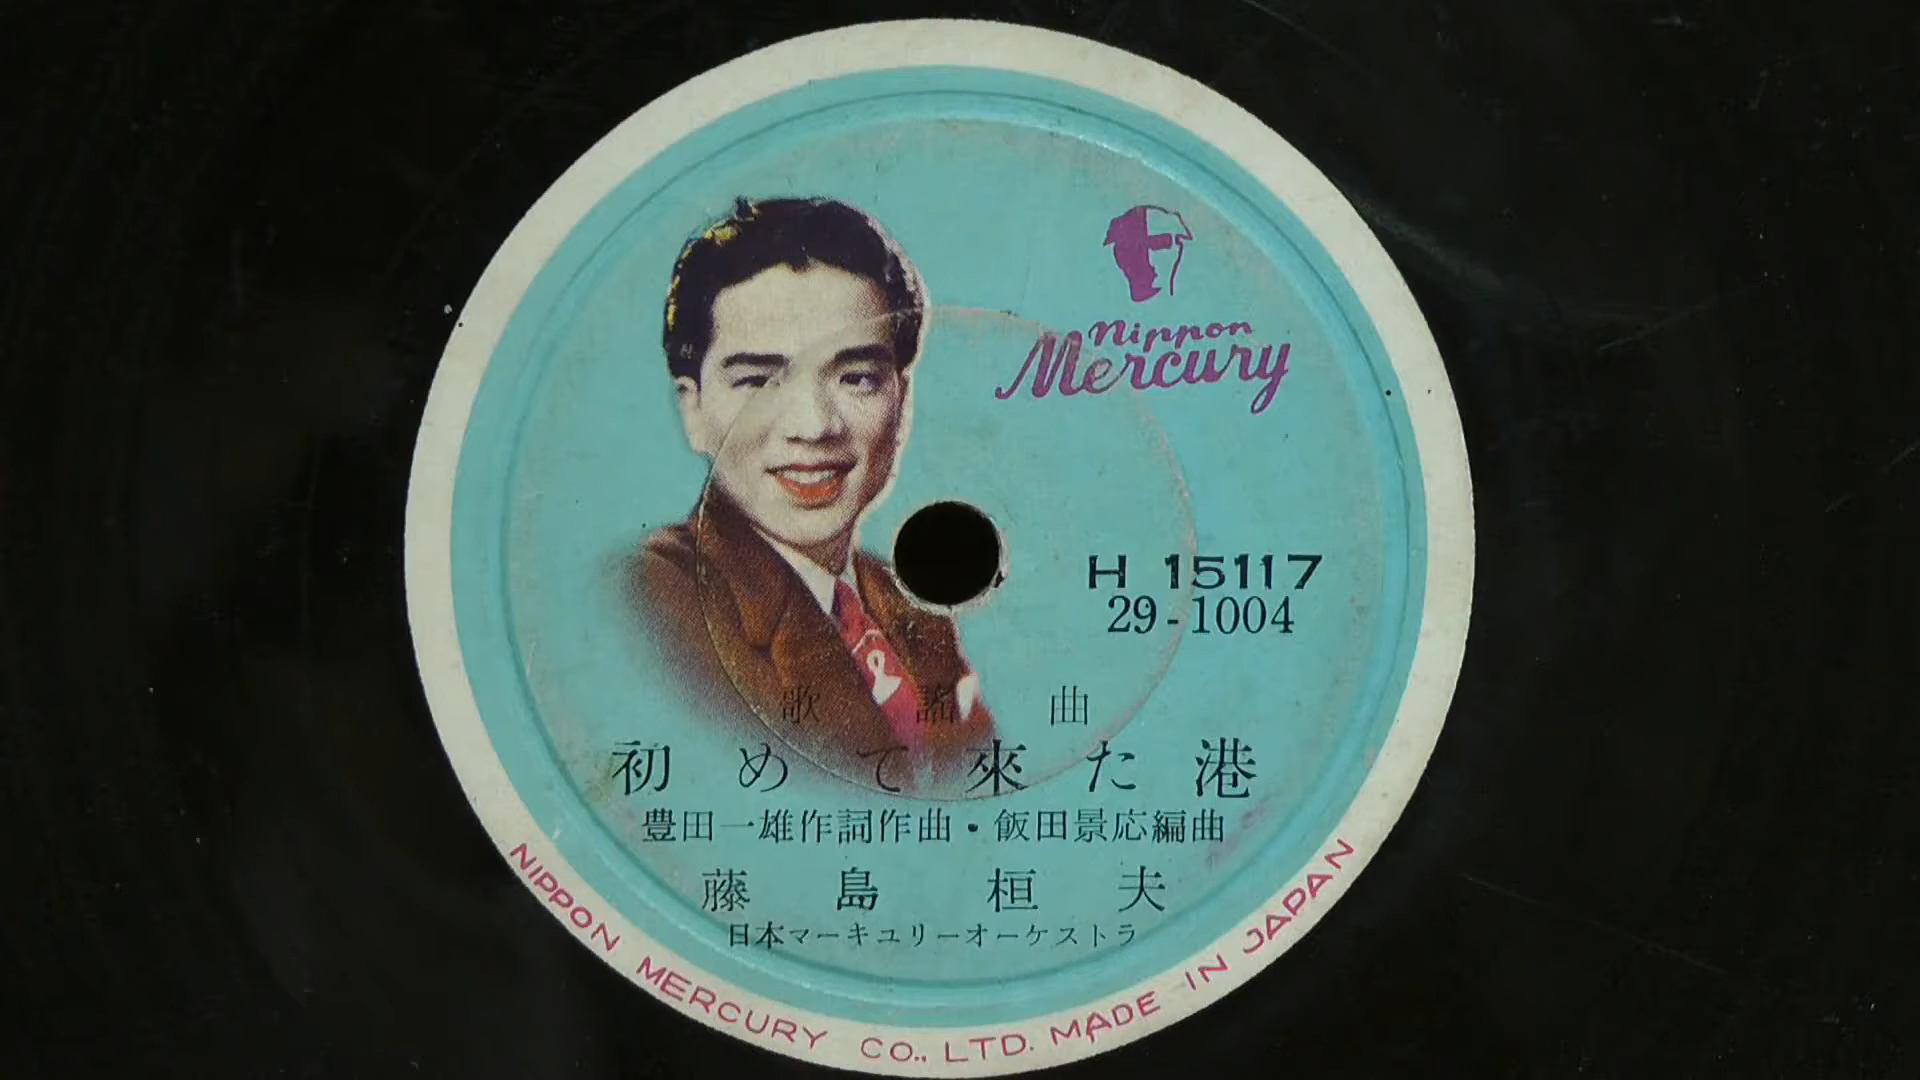 nippon
Mercury
H 15117
29-1004
歌謡曲
初めて來た港
豊田一雄作詞作曲・飯田景応編曲
藤島桓夫
日本マーキュリーオーケストラ
NIPPON MERCURY CO., LTD. MADE IN JAPAN